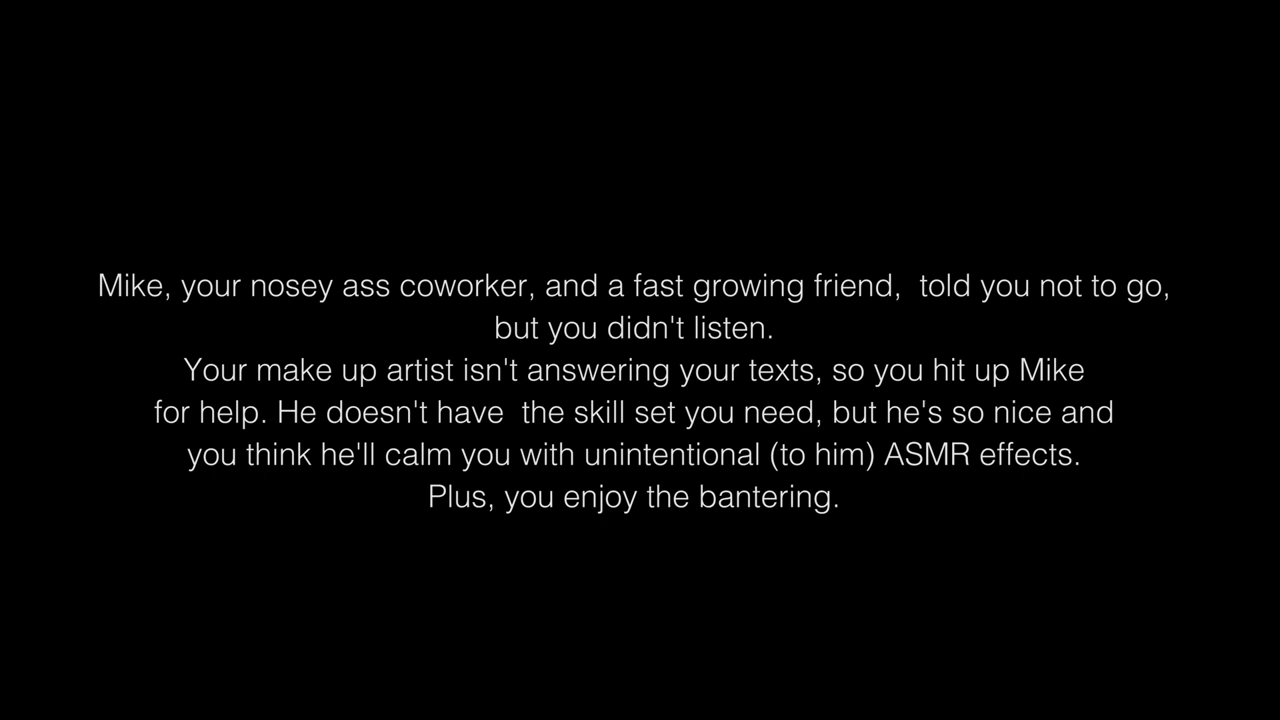 Mike, your nosey ass coworker, and a fast growing friend,  told you not to go,
but you didn't listen.
Your make up artist isn't answering your texts, so you hit up Mike
for help. He doesn't have  the skill set you need, but he's so nice and
you think he'll calm you with unintentional (to him) ASMR effects.
Plus, you enjoy the bantering.